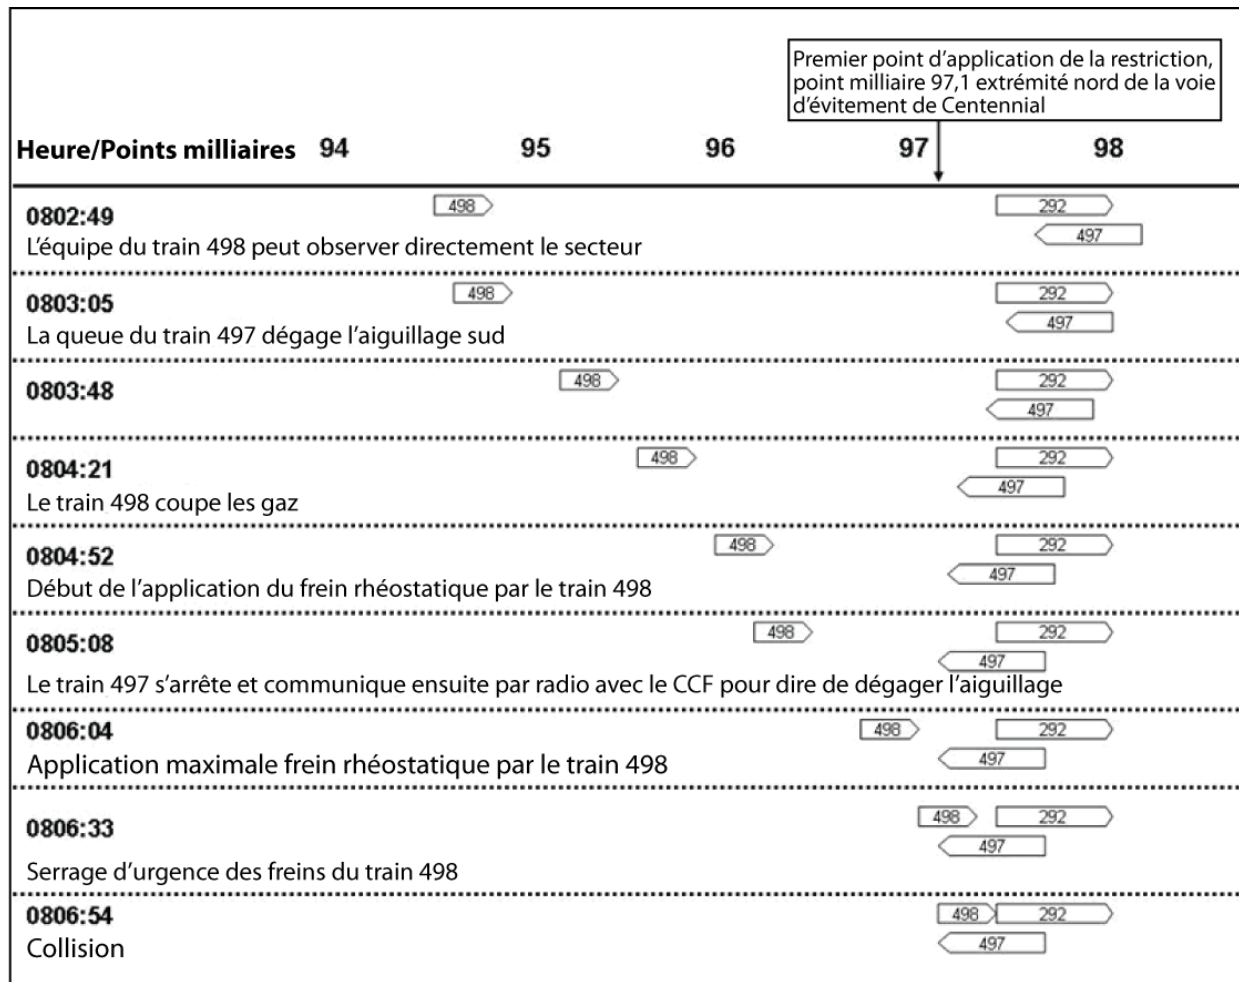 Premier point d’application de la restriction,
point milliaire 97,1 extrémité nord de la voie
d’évitement de Centennial
Heure/Points milliaires 94 95 96 97 98
0802:49 498 292
497
L’équipe du train 498 peut observer directement le secteur
0803:05 498 292
497
La queue du train 497 dégage l’aiguillage sud
0803:48 498 292
497
0804:21 498 292
497
Le train 498 coupe les gaz
0804:52 498 292
497
Début de l’application du frein rhéostatique par le train 498
0805:08 498 292
497
Le train 497 s’arrête et communique ensuite par radio avec le CCF pour dire de dégager l’aiguillage
0806:04 498 292
497
Application maximale frein rhéostatique par le train 498
0806:33 498 292
497
Serrage d’urgence des freins du train 498
0806:54 498 292
497
Collision